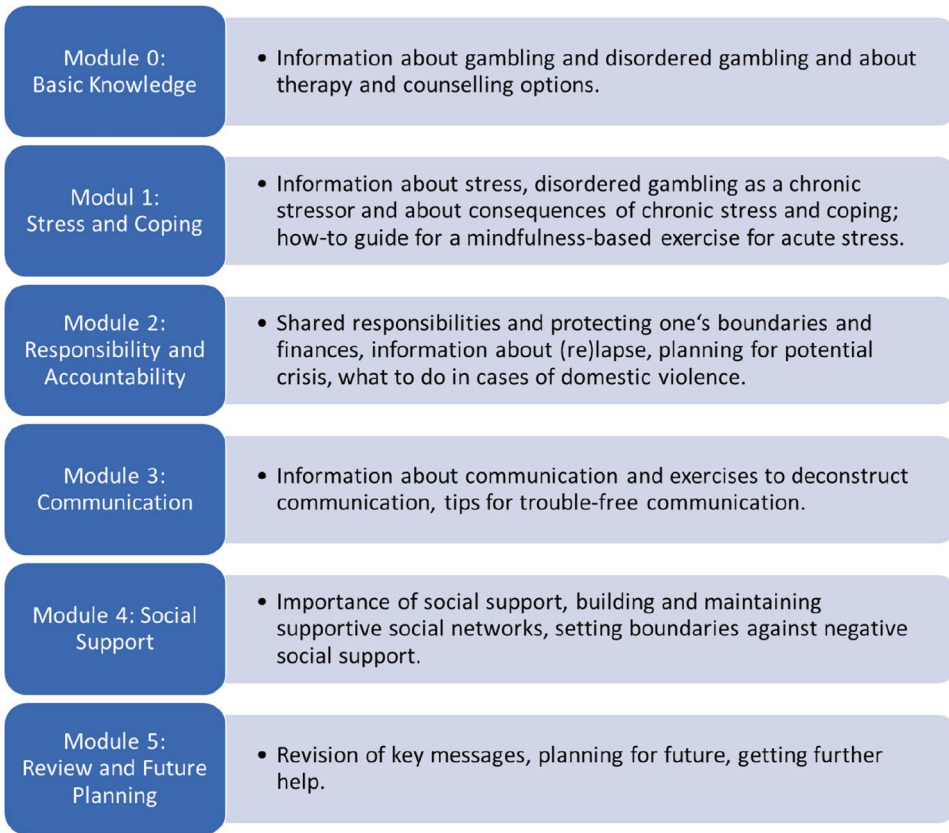 Module 0:
Basic Knowledge
• Information about gambling and disordered gambling and about
therapy and counselling options.
Modul 1:
Stress and Coping
• Information about stress, disordered gambling as a chronic
stressor and about consequences of chronic stress and coping;
how-to guide for a mindfulness-based exercise for acute stress.
Module 2:
Responsibility and
Accountability
• Shared responsibilities and protecting one‘s boundaries and
finances, information about (re)lapse, planning for potential
crisis, what to do in cases of domestic violence.
Module 3:
Communication
• Information about communication and exercises to deconstruct
communication, tips for trouble-free communication.
Module 4: Social
Support
• Importance of social support, building and maintaining
supportive social networks, setting boundaries against negative
social support.
Module 5:
Review and Future
Planning
• Revision of key messages, planning for future, getting further
help.